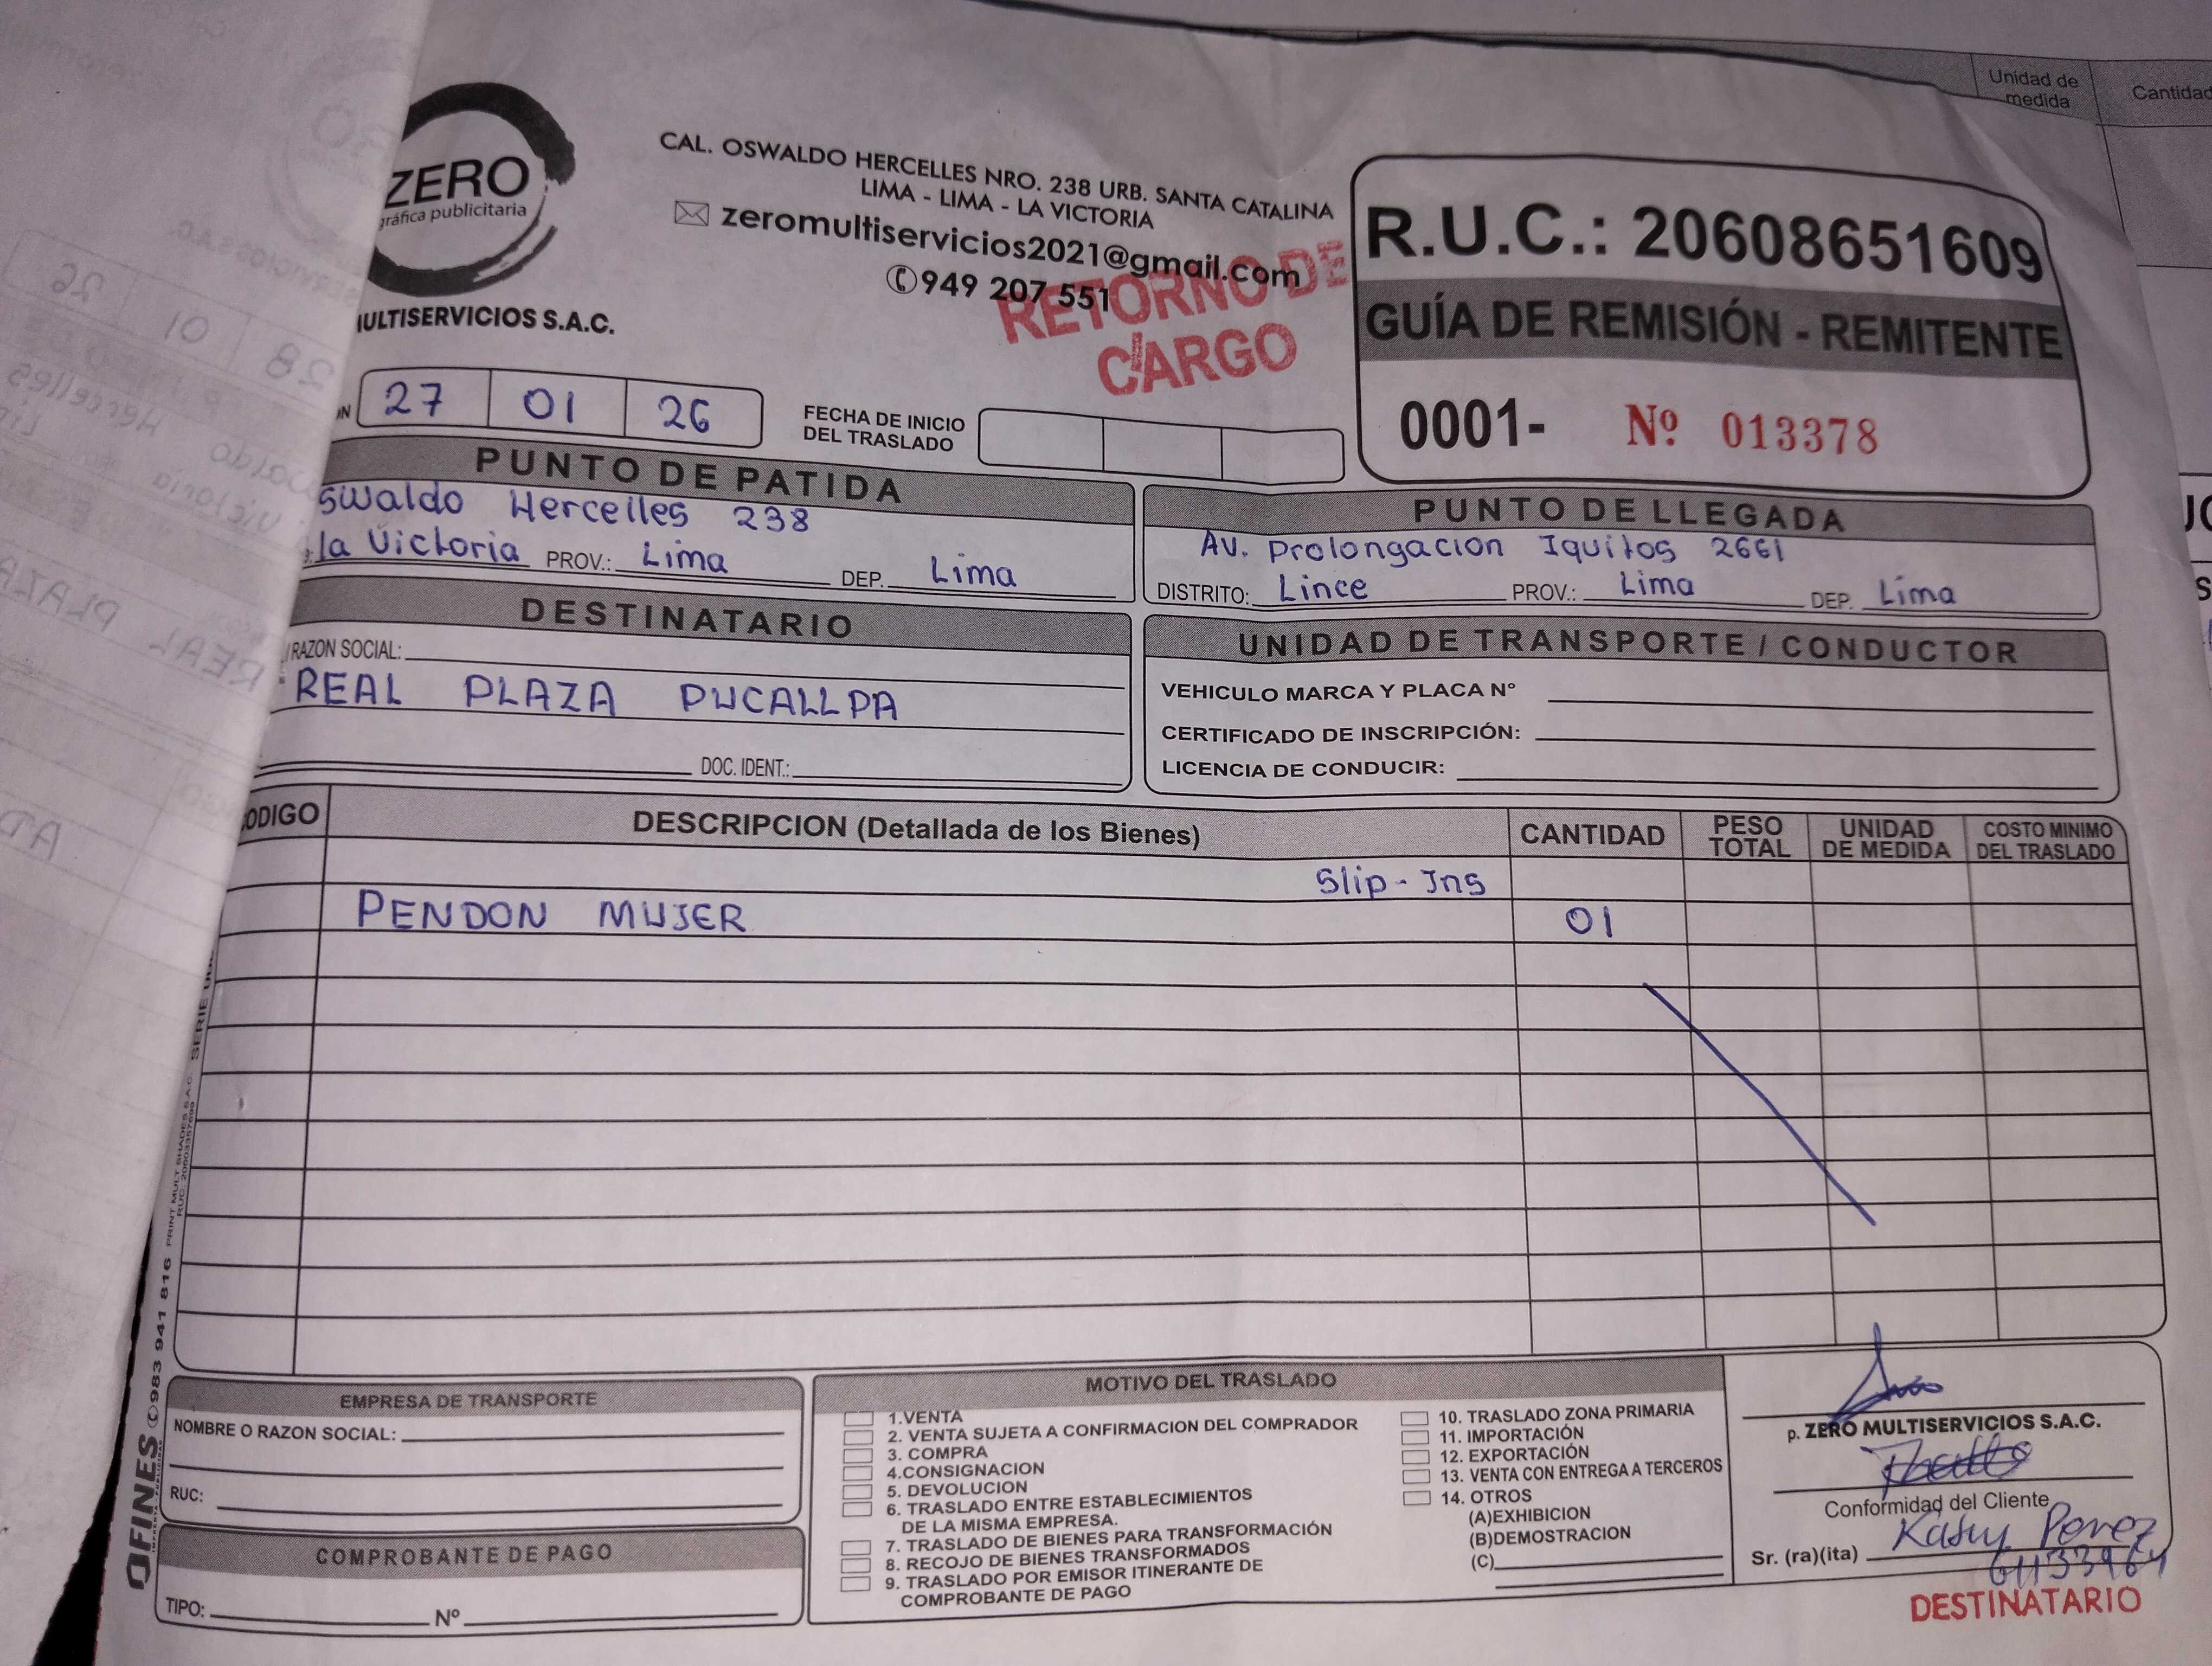 ZERO
gráfica publicitaria
MULTISERVICIOS S.A.C.
CAL. OSWALDO HERCELLES NRO. 238 URB. SANTA CATALINA
LIMA - LIMA - LA VICTORIA
zeromultiservicios2021@gmail.com
949 207 551
RETORNO DE
CARGO
R.U.C.: 20608651609
GUÍA DE REMISIÓN - REMITENTE
0001- Nº 013378
27 01 26
FECHA DE INICIO
DEL TRASLADO
PUNTO DE PATIDA
swaldo Hercelles 238
la Victoria PROV.: Lima DEP. Lima
PUNTO DE LLEGADA
Av. Prolongacion Iquitos 2661
DISTRITO: Lince PROV.: Lima DEP. Lima
DESTINATARIO
RAZON SOCIAL:
REAL PLAZA PUCALLPA
DOC. IDENT.:
UNIDAD DE TRANSPORTE / CONDUCTOR
VEHICULO MARCA Y PLACA N°
CERTIFICADO DE INSCRIPCIÓN:
LICENCIA DE CONDUCIR:
ODIGO DESCRIPCION (Detallada de los Bienes) CANTIDAD PESO TOTAL UNIDAD DE MEDIDA COSTO MINIMO DEL TRASLADO
Slip-Ins
PENDON MUJER 01
EMPRESA DE TRANSPORTE
NOMBRE O RAZON SOCIAL:
RUC:
COMPROBANTE DE PAGO
TIPO: Nº
MOTIVO DEL TRASLADO
1.VENTA
2. VENTA SUJETA A CONFIRMACION DEL COMPRADOR
3. COMPRA
4.CONSIGNACION
5. DEVOLUCION
6. TRASLADO ENTRE ESTABLECIMIENTOS
DE LA MISMA EMPRESA.
7. TRASLADO DE BIENES PARA TRANSFORMACIÓN
8. RECOJO DE BIENES TRANSFORMADOS
9. TRASLADO POR EMISOR ITINERANTE DE
COMPROBANTE DE PAGO
10. TRASLADO ZONA PRIMARIA
11. IMPORTACIÓN
12. EXPORTACIÓN
13. VENTA CON ENTREGA A TERCEROS
14. OTROS
(A)EXHIBICION
(B)DEMOSTRACION
(C)
p. ZERO MULTISERVICIOS S.A.C.
Conformidad del Cliente
Sr. (ra)(ita) Perez
DESTINATARIO
OFINES 983 941 816
Unidad de
medida
Cantidad